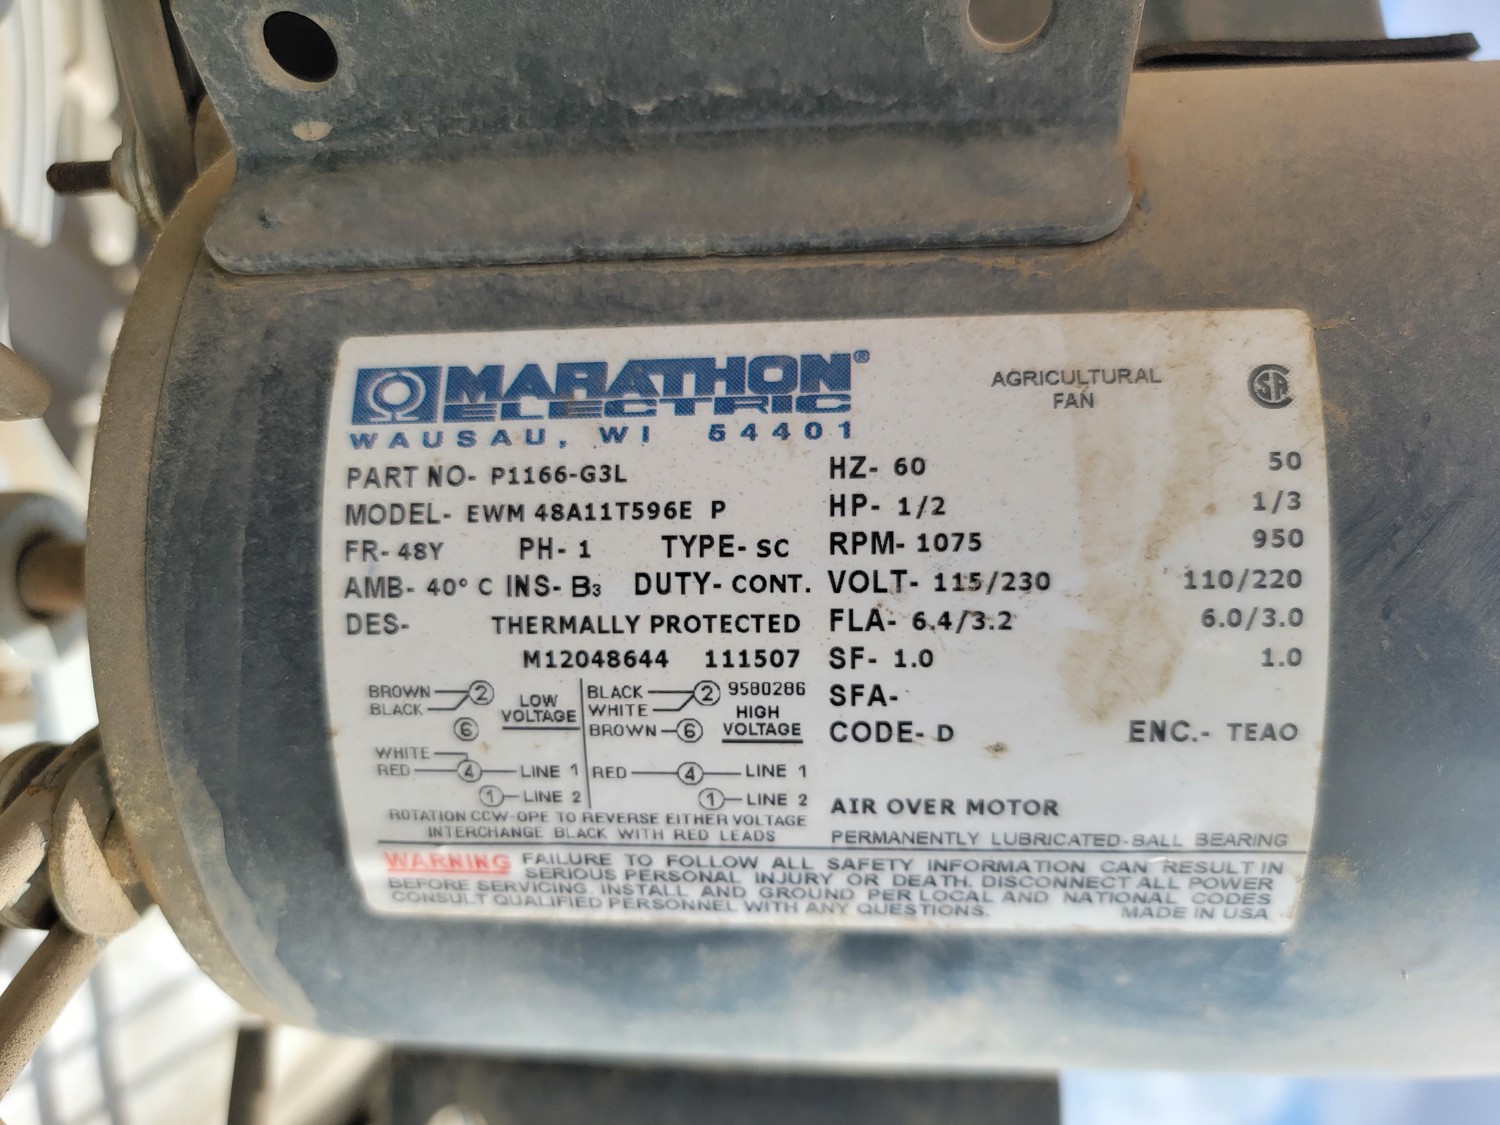 MARATHON®
ELECTRIC
WAUSAU, WI 54401
AGRICULTURAL
FAN
SA
PART NO- P1166-G3L
MODEL- EWM 48A11T596E P
FR- 48Y PH- 1 TYPE- SC
AMB- 40° C INS- B3 DUTY- CONT.
DES- THERMALLY PROTECTED
M12048644 111507
HZ- 60 50
HP- 1/2 1/3
RPM- 1075 950
VOLT- 115/230 110/220
FLA- 6.4/3.2 6.0/3.0
SF- 1.0 1.0
SFA-
CODE- D ENC.- TEAO
BROWN 2
BLACK
LOW
VOLTAGE
6
WHITE
RED 4 LINE 1
1 LINE 2
BLACK 2 9580286
WHITE HIGH
BROWN 6 VOLTAGE
RED 4 LINE 1
1 LINE 2
ROTATION CCW-OPE TO REVERSE EITHER VOLTAGE
INTERCHANGE BLACK WITH RED LEADS
AIR OVER MOTOR
PERMANENTLY LUBRICATED-BALL BEARING
WARNING FAILURE TO FOLLOW ALL SAFETY INFORMATION CAN RESULT IN
SERIOUS PERSONAL INJURY OR DEATH. DISCONNECT ALL POWER
BEFORE SERVICING. INSTALL AND GROUND PER LOCAL AND NATIONAL CODES
CONSULT QUALIFIED PERSONNEL WITH ANY QUESTIONS. MADE IN USA